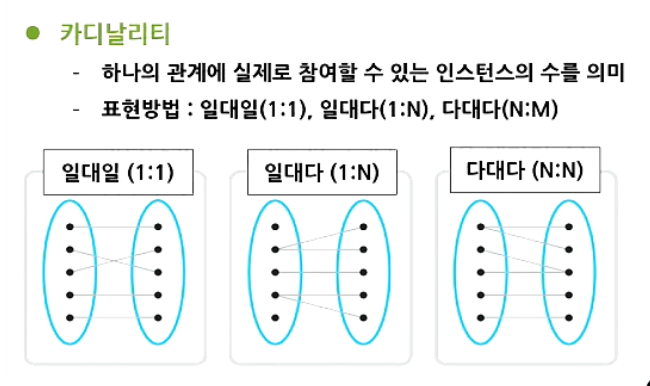 ● 카디날리티
- 하나의 관계에 실제로 참여할 수 있는 인스턴스의 수를 의미
- 표현방법 : 일대일(1:1), 일대다(1:N), 다대다(N:M)
일대일 (1:1)
일대다 (1:N)
다대다 (N:N)